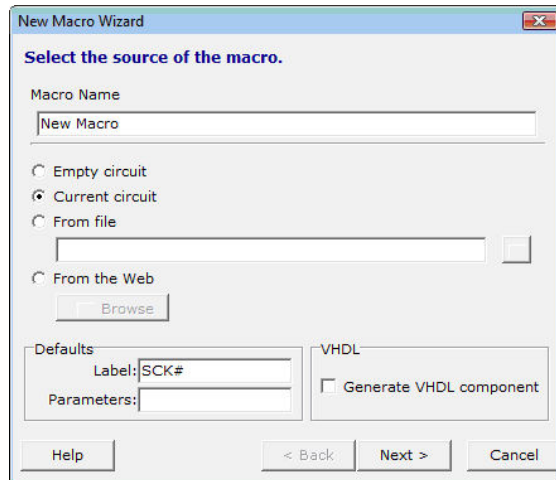 New Macro Wizard
Select the source of the macro.
Macro Name
New Macro
Empty circuit
Current circuit
From file
From the Web
Browse
Defaults
Label: SCK#
Parameters:
VHDL
Generate VHDL component
Help
< Back
Next >
Cancel